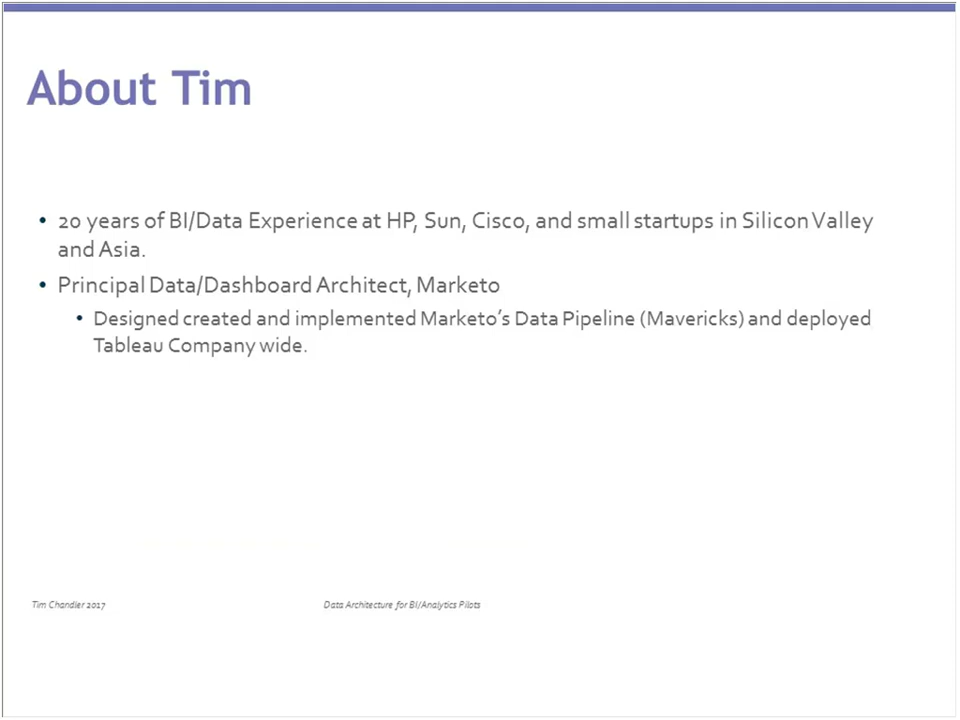 About Tim
• 20 years of BI/Data Experience at HP, Sun, Cisco, and small startups in Silicon Valley
and Asia.
• Principal Data/Dashboard Architect, Marketo
• Designed created and implemented Marketo’s Data Pipeline (Mavericks) and deployed
Tableau Company wide.
Tim Chandler 2017
Data Architecture for BI/Analytics Pilots